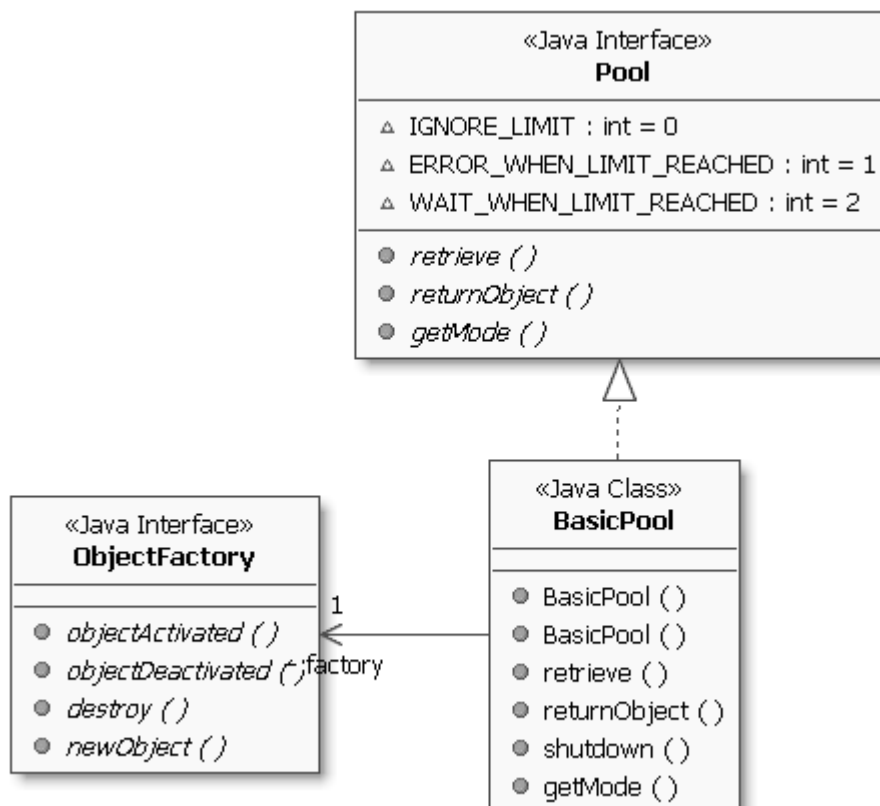 «Java Interface»
Pool
IGNORE_LIMIT : int = 0
ERROR_WHEN_LIMIT_REACHED : int = 1
WAIT_WHEN_LIMIT_REACHED : int = 2
retrieve ( )
returnObject ( )
getMode ( )
«Java Class»
BasicPool
BasicPool ( )
BasicPool ( )
retrieve ( )
returnObject ( )
shutdown ( )
getMode ( )
«Java Interface»
ObjectFactory
objectActivated ( )
objectDeactivated ( )
destroy ( )
newObject ( )
1
factory